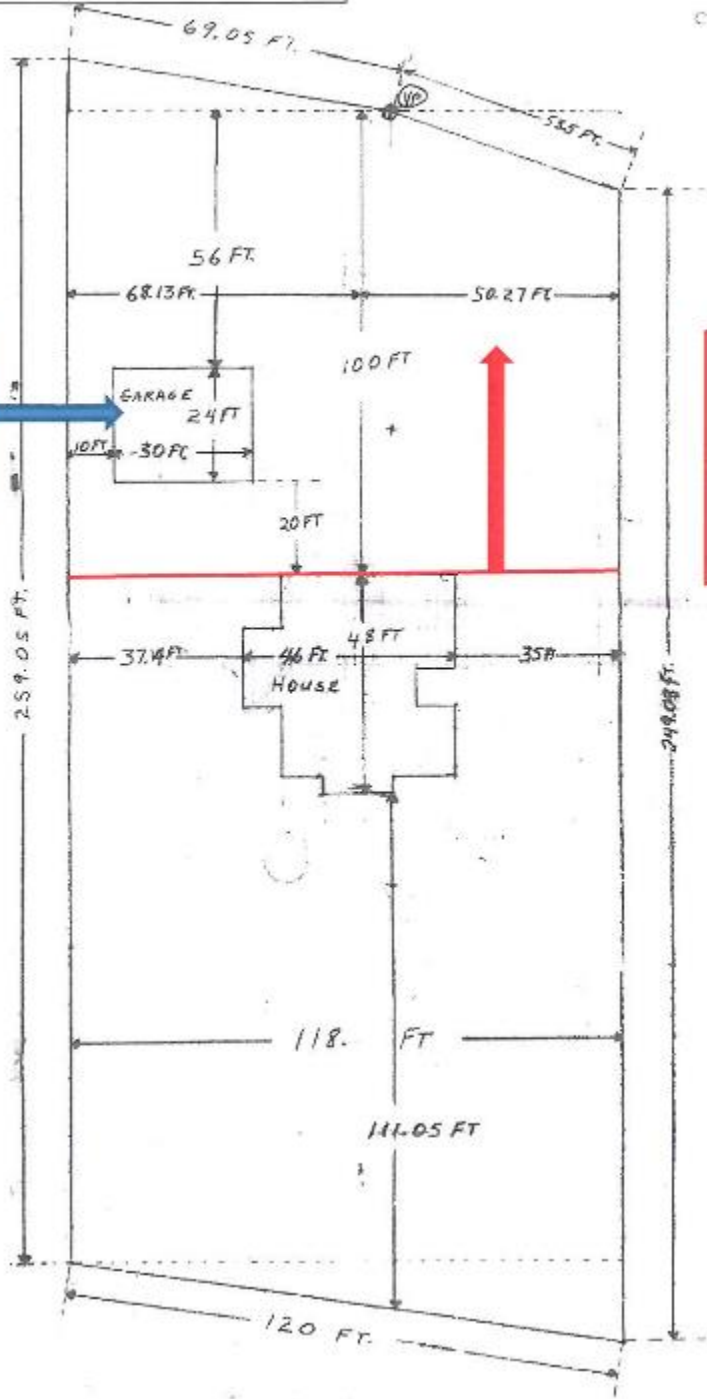 69.05 FT.
VP
53.5 FT.
56 FT.
68.13 FT.
50.27 FT
100 FT
GARAGE
24 FT
10 FT
30 FT
20 FT
259.05 FT.
48 FT
37.4 FT
46 FT
35 FT
HOUSE
249.08 FT.
118. FT
111.05 FT
120 FT.